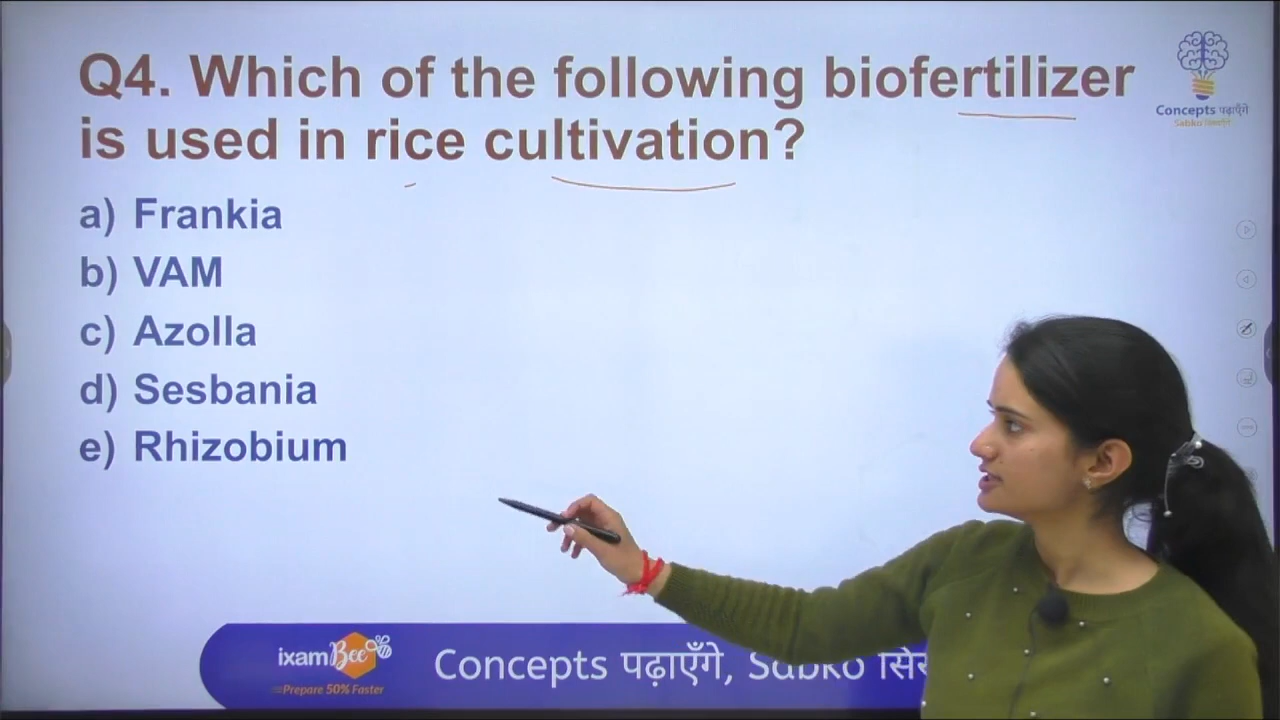 Q4. Which of the following biofertilizer
is used in rice cultivation?
Concepts पढ़ाएँगे
a) Frankia
b) VAM
c) Azolla
d) Sesbania
e) Rhizobium
ixamBee
Prepare 50% Faster
Concepts पढ़ाएँगे, Sabko